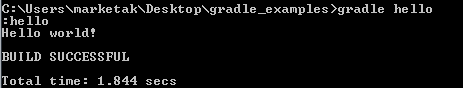 C:\Users\marketak\Desktop\gradle_examples>gradle hello
:hello
Hello world!
BUILD SUCCESSFUL
Total time: 1.844 secs